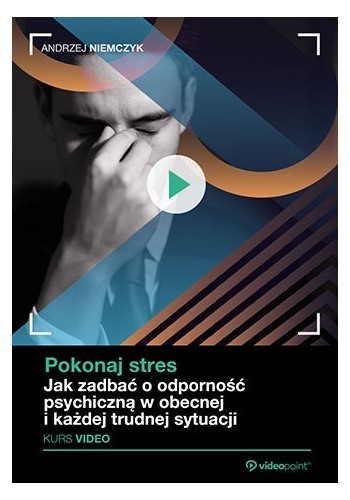 ANDRZEJ NIEMCZYK
Pokonaj stres
Jak zadbać o odporność
psychiczną w obecnej
i każdej trudnej sytuacji
KURS VIDEO
videopoint